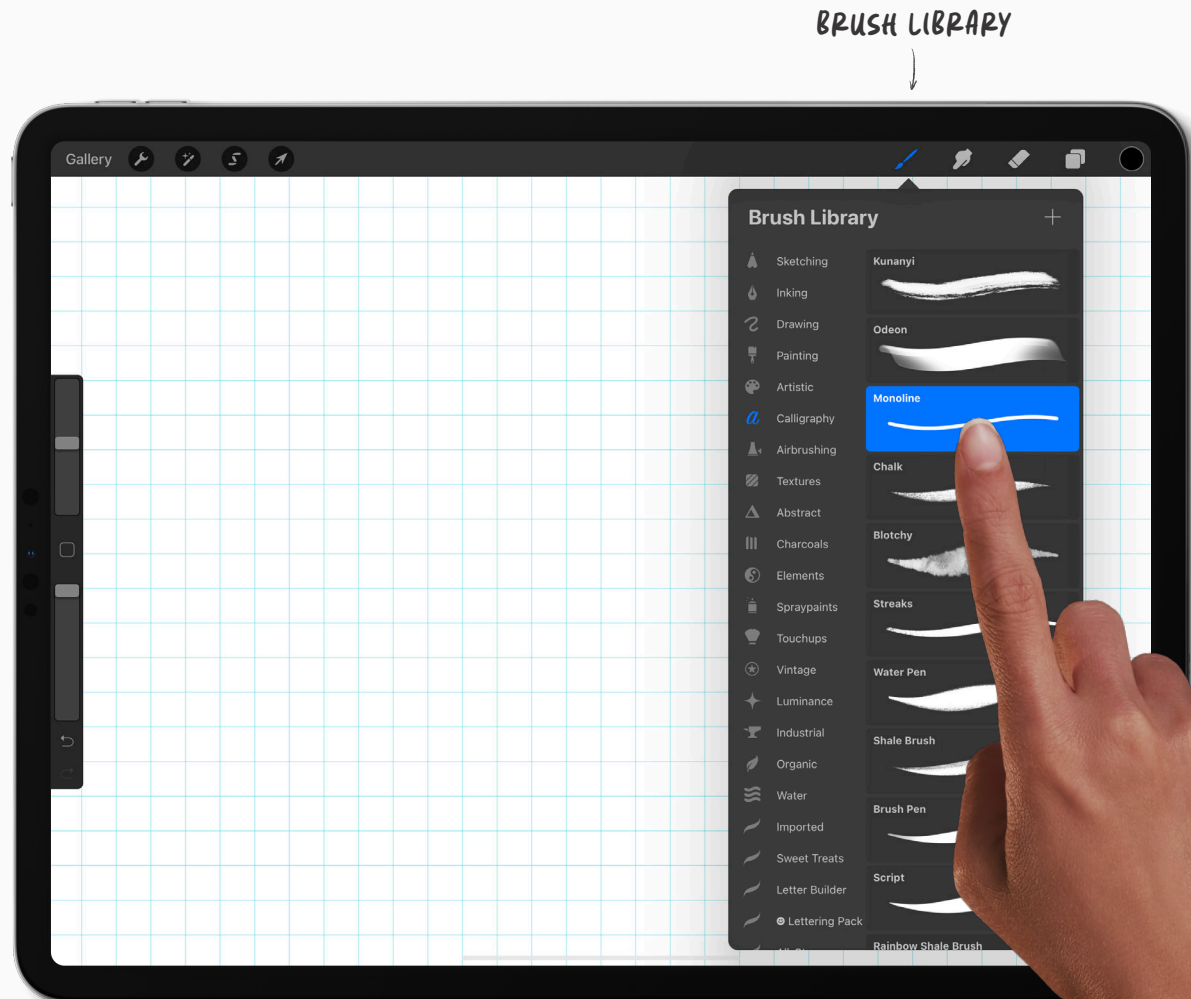 BRUSH LIBRARY
Gallery
Brush Library
Sketching
Inking
Drawing
Painting
Artistic
Calligraphy
Airbrushing
Textures
Abstract
Charcoals
Elements
Spraypaints
Touchups
Vintage
Luminance
Industrial
Organic
Water
Imported
Sweet Treats
Letter Builder
Lettering Pack
Kunanyi
Odeon
Monoline
Chalk
Blotchy
Streaks
Water Pen
Shale Brush
Brush Pen
Script
Rainbow Shale Brush